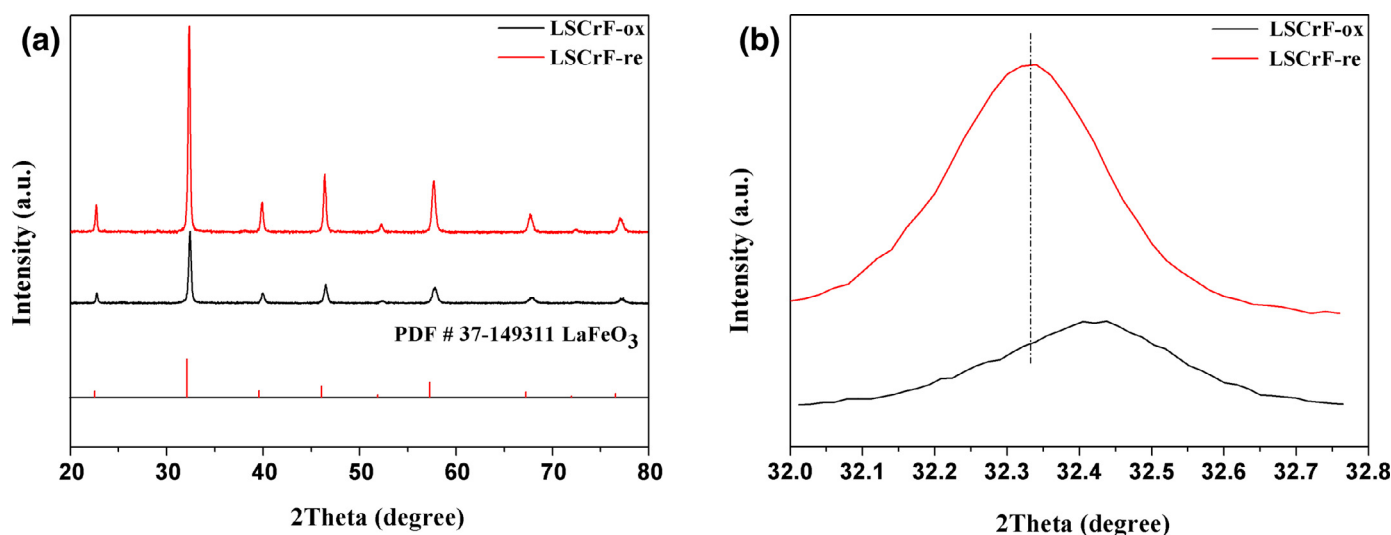 (a)
LSCrF-ox
LSCrF-re
Intensity (a.u.)
PDF # 37-149311 LaFeO3
20 30 40 50 60 70 80
2Theta (degree)
(b)
LSCrF-ox
LSCrF-re
Intensity (a.u.)
32.0 32.1 32.2 32.3 32.4 32.5 32.6 32.7 32.8
2Theta (degree)